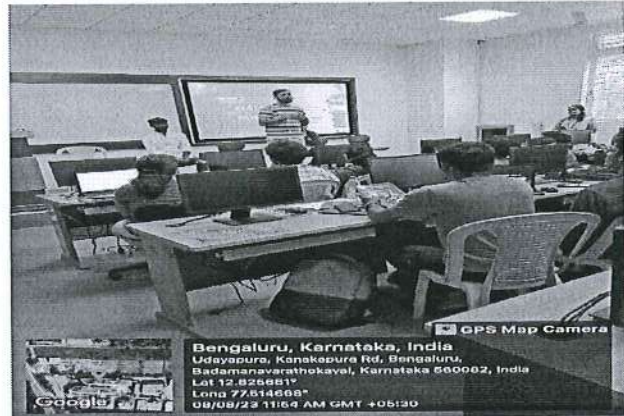 GPS Map Camera
Bengaluru, Karnataka, India
Udayapura, Kanakapura Rd, Bengaluru,
Badamanavarathekaval, Karnataka 560082, India
Lat 12.826681°
Long 77.514668°
08/08/23 11:54 AM GMT +05:30
Google